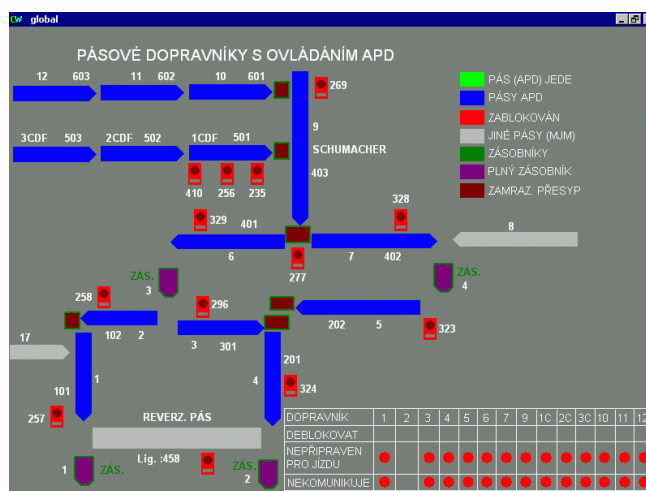 CW global
PÁSOVÉ DOPRAVNÍKY S OVLÁDÁNÍM APD
12 603 11 602 10 601
269
PÁS (APD) JEDE
PÁSY APD
ZABLOKOVÁN
JINÉ PÁSY (MJM)
ZÁSOBNÍKY
PLNÝ ZÁSOBNÍK
ZAMRAZ. PŘESYP
3CDF 503 2CDF 502 1CDF 501
9
SCHUMACHER
403
410 256 235
329 401
328
8
6
7 402
277
ZÁS.
3
ZÁS.
4
258
296
102 2
202 5
323
17
3 301
201
101 1
4
324
257
REVERZ. PÁS
Lig. :458
1 ZÁS.
ZÁS.
2
DOPRAVNÍK 1 2 3 4 5 6 7 9 1C 2C 3C 10 11 12
DEBLOKOVAT
NEPŘIPRAVEN
PRO JÍZDU
NEKOMUNIKUJE